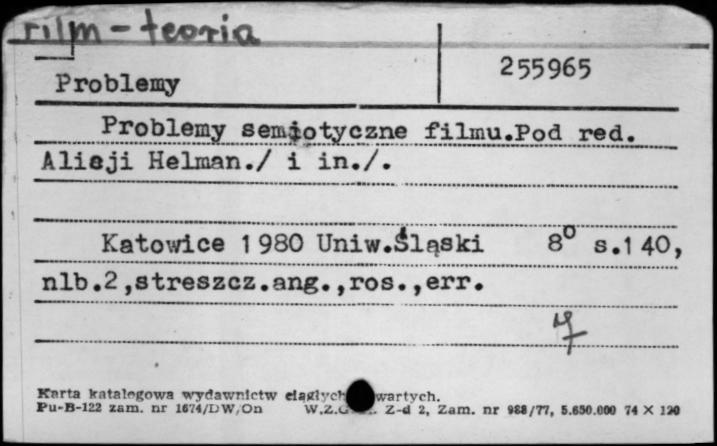 film - teoria
Problemy 255965
Problemy semiotyczne filmu.Pod red.
Alicji Helman./ i in./.
Katowice 1980 Uniw.Śląski 8° s.140,
nlb.2,streszcz.ang.,ros.,err.
Karta katalogowa wydawnictw ciągłych wartych.
Pu-B-122 zam. nr 1674/DW/On W.Z.G. Z-d 2, Zam. nr 988/77, 5.650.000 74 X 120